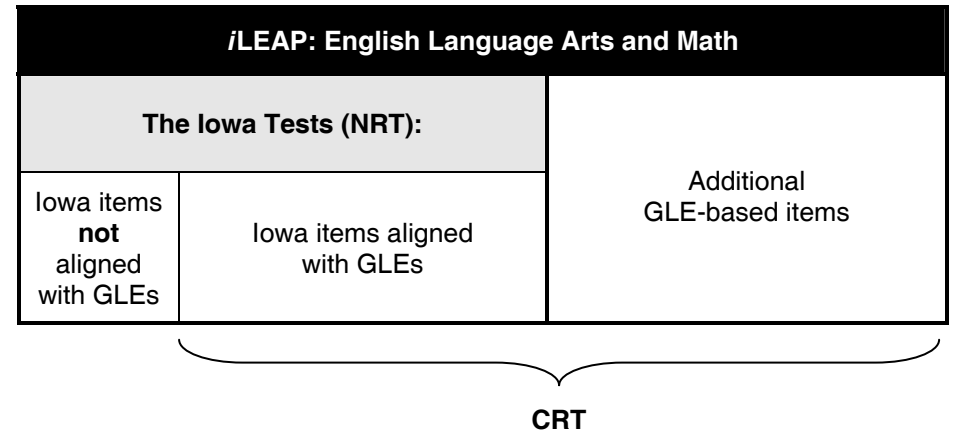 iLEAP: English Language Arts and Math
The Iowa Tests (NRT):
Iowa items
not
aligned
with GLEs
Iowa items aligned
with GLEs
Additional
GLE-based items
CRT